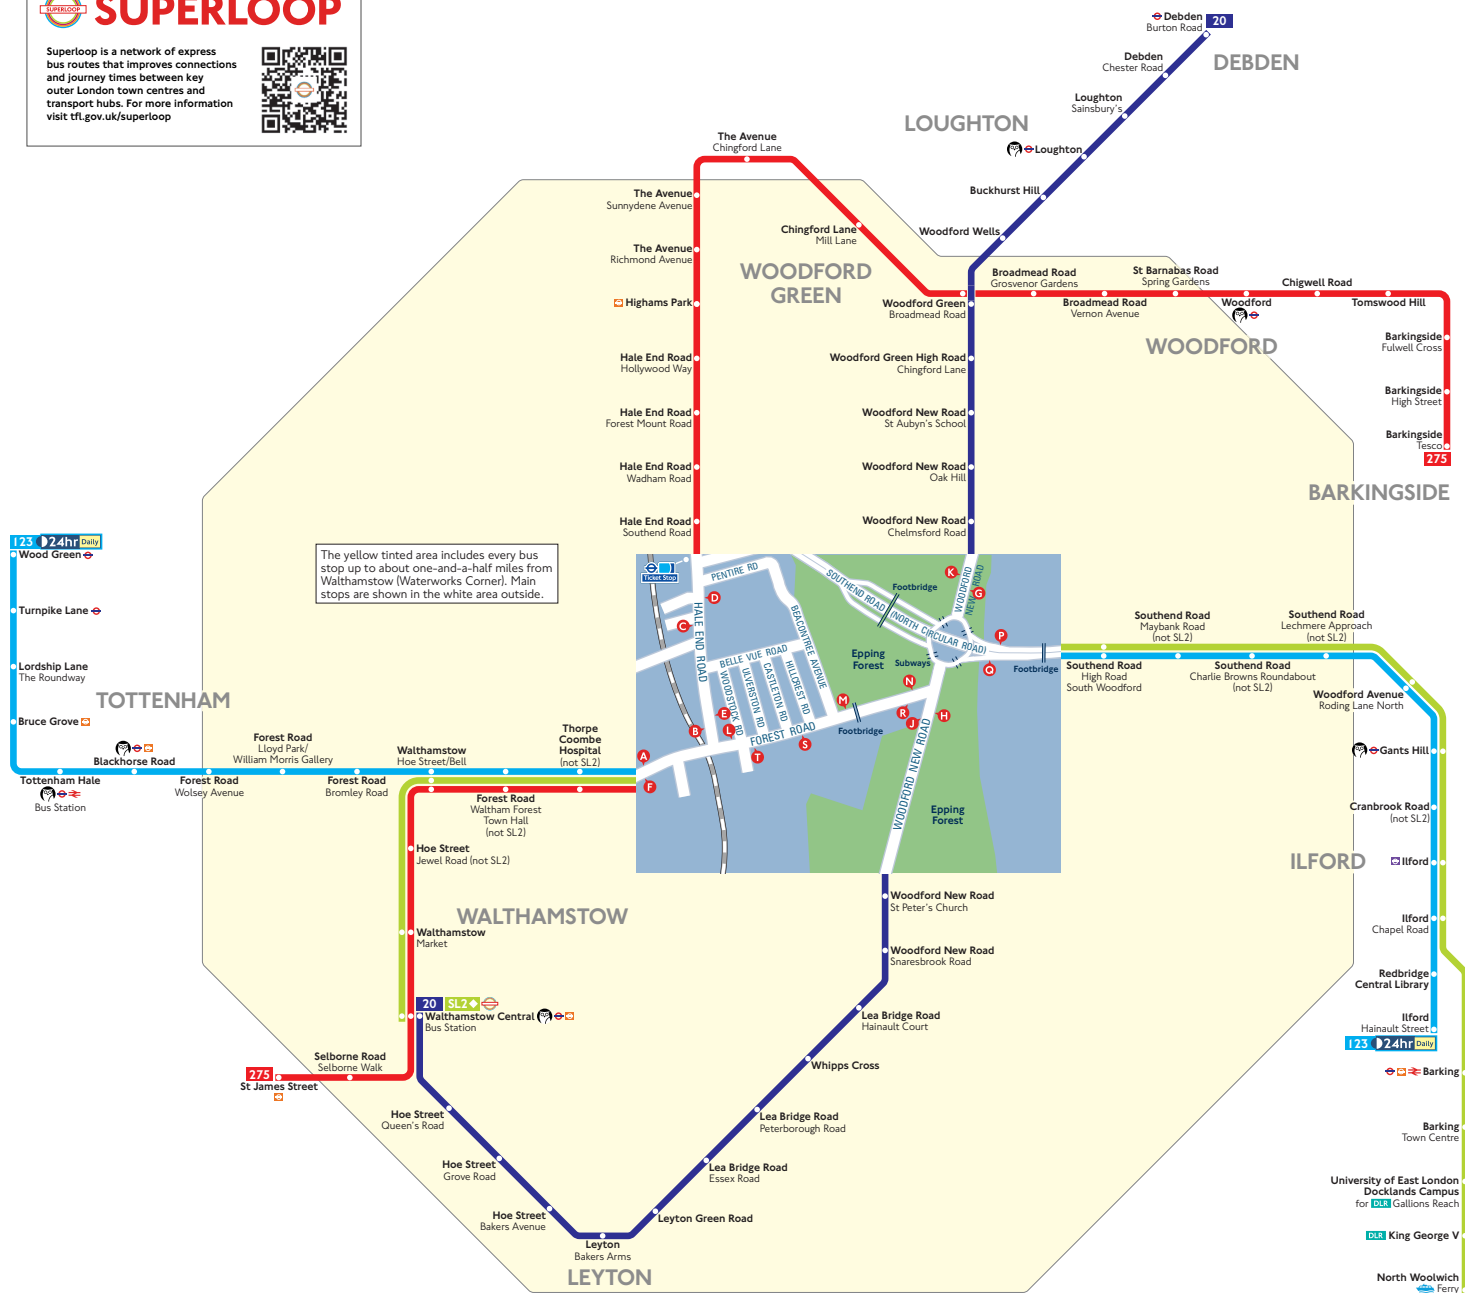 SUPERLOOP
SUPERLOOP
Superloop is a network of express
bus routes that improves connections
and journey times between key
outer London town centres and
transport hubs. For more information
visit tfl.gov.uk/superloop
Debden 20
Burton Road
Debden
Chester Road
DEBDEN
Loughton
Sainsbury's
LOUGHTON
Loughton
Buckhurst Hill
Woodford Wells
The Avenue
Chingford Lane
The Avenue
Sunnydene Avenue
The Avenue
Richmond Avenue
Highams Park
Hale End Road
Hollywood Way
Hale End Road
Forest Mount Road
Hale End Road
Wadham Road
Hale End Road
Southend Road
Chingford Lane
Mill Lane
WOODFORD
GREEN
Woodford Green
Broadmead Road
Woodford Green High Road
Chingford Lane
Woodford New Road
St Aubyn's School
Woodford New Road
Oak Hill
Woodford New Road
Chelmsford Road
Broadmead Road
Grosvenor Gardens
Broadmead Road
Vernon Avenue
St Barnabas Road
Spring Gardens
Woodford
Chigwell Road
Tomswood Hill
WOODFORD
Barkingside
Fulwell Cross
Barkingside
High Street
Barkingside
Tesco
275
BARKINGSIDE
The yellow tinted area includes every bus
stop up to about one-and-a-half miles from
Walthamstow (Waterworks Corner). Main
stops are shown in the white area outside.
123 24hr Daily
Wood Green
Turnpike Lane
Lordship Lane
The Roundway
TOTTENHAM
Bruce Grove
Tottenham Hale
Bus Station
Blackhorse Road
Forest Road
Wolsey Avenue
Forest Road
Lloyd Park/
William Morris Gallery
Forest Road
Bromley Road
Walthamstow
Hoe Street/Bell
Thorpe
Coombe
Hospital
(not SL2)
Forest Road
Waltham Forest
Town Hall
(not SL2)
Hoe Street
Jewel Road (not SL2)
WALTHAMSTOW
Walthamstow
Market
20 SL2
Walthamstow Central
Bus Station
Selborne Road
Selborne Walk
275
St James Street
Hoe Street
Queen's Road
Hoe Street
Grove Road
Hoe Street
Bakers Avenue
Leyton
Bakers Arms
LEYTON
Leyton Green Road
Lea Bridge Road
Essex Road
Lea Bridge Road
Peterborough Road
Whipps Cross
Lea Bridge Road
Hainault Court
Woodford New Road
Snaresbrook Road
Woodford New Road
St Peter's Church
Ticket Stop
PENTIRE RD
HALE END ROAD
BEACONTREE AVENUE
BELLE VUE ROAD
WOODSTOCK RD
ULVERSTON RD
CASTLETON RD
HILLCREST RD
FOREST ROAD
SOUTHEND ROAD (NORTH CIRCULAR ROAD)
WOODFORD
NEW ROAD
WOODFORD NEW ROAD
Footbridge
Footbridge
Footbridge
Subways
Epping
Forest
Epping
Forest
A
B
C
D
E
F
G
H
J
K
L
M
N
P
Q
R
S
T
Southend Road
Maybank Road
(not SL2)
Southend Road
Lechmere Approach
(not SL2)
Southend Road
High Road
South Woodford
Southend Road
Charlie Browns Roundabout
(not SL2)
Woodford Avenue
Roding Lane North
Gants Hill
Cranbrook Road
(not SL2)
ILFORD
Ilford
Ilford
Chapel Road
Redbridge
Central Library
Ilford
Hainault Street
123 24hr Daily
Barking
Barking
Town Centre
University of East London
Docklands Campus
for DLR Gallions Reach
DLR King George V
North Woolwich
Ferry